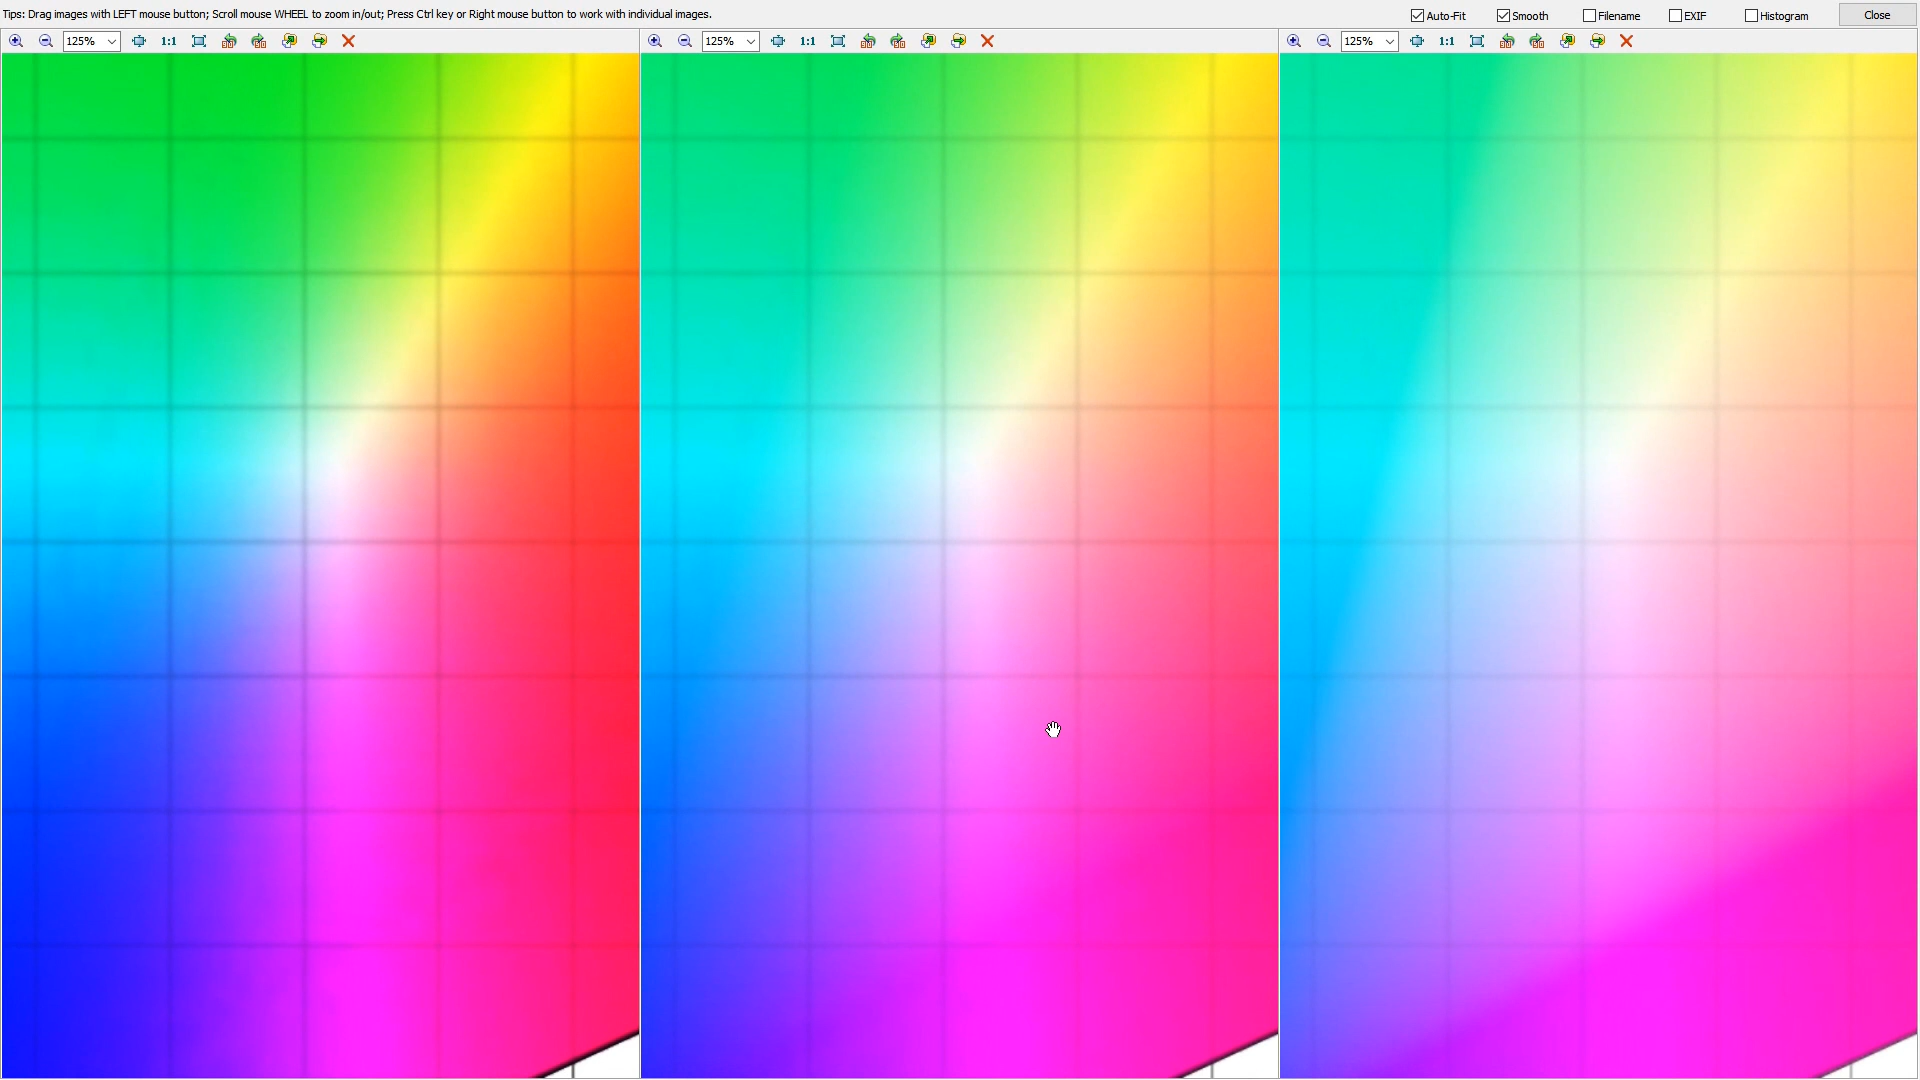 Tips: Drag images with LEFT mouse button; Scroll mouse WHEEL to zoom in/out; Press Ctrl key or Right mouse button to work with individual images.
Auto-Fit Smooth Filename EXIF Histogram Close
125% 1:1 125% 1:1 125% 1:1